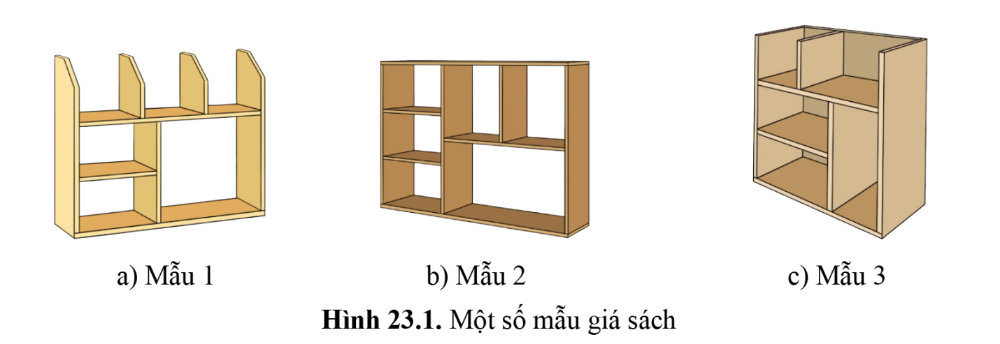 a) Mẫu 1 b) Mẫu 2 c) Mẫu 3
Hình 23.1. Một số mẫu giá sách